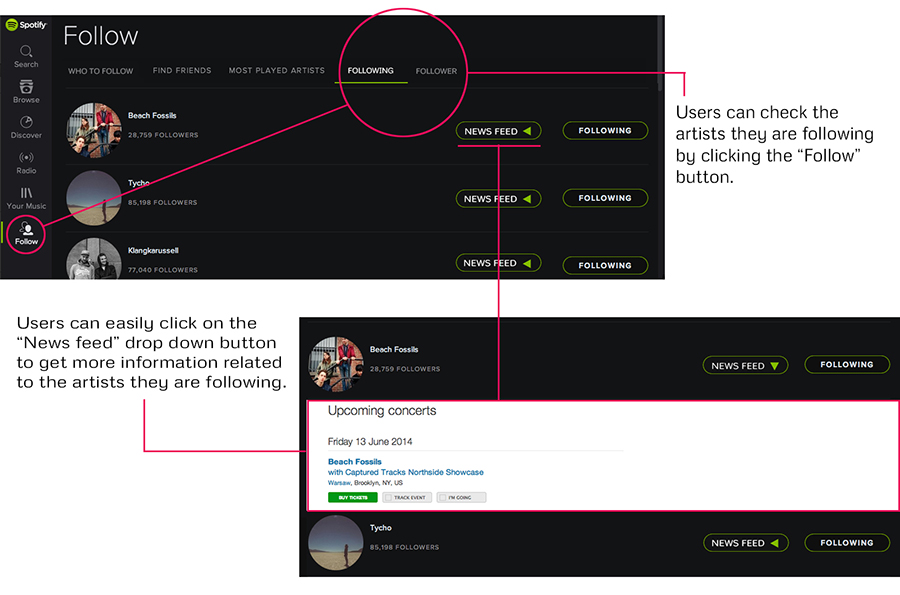 Spotify
Follow
WHO TO FOLLOW FIND FRIENDS MOST PLAYED ARTISTS FOLLOWING FOLLOWER
Search
Browse
Discover
Radio
Your Music
Follow
Beach Fossils
28,759 FOLLOWERS
NEWS FEED FOLLOWING
Tycho
85,198 FOLLOWERS
NEWS FEED FOLLOWING
Klangkarussell
77,040 FOLLOWERS
NEWS FEED FOLLOWING
Users can check the
artists they are following
by clicking the “Follow”
button.
Users can easily click on the
“News feed” drop down button
to get more information related
to the artists they are following.
Beach Fossils
28,759 FOLLOWERS
NEWS FEED FOLLOWING
Upcoming concerts
Friday 13 June 2014
Beach Fossils
with Captured Tracks Northside Showcase
Warsaw, Brooklyn, NY, US
BUY TICKETS TRACK EVENT I'M GOING
Tycho
85,198 FOLLOWERS
NEWS FEED FOLLOWING